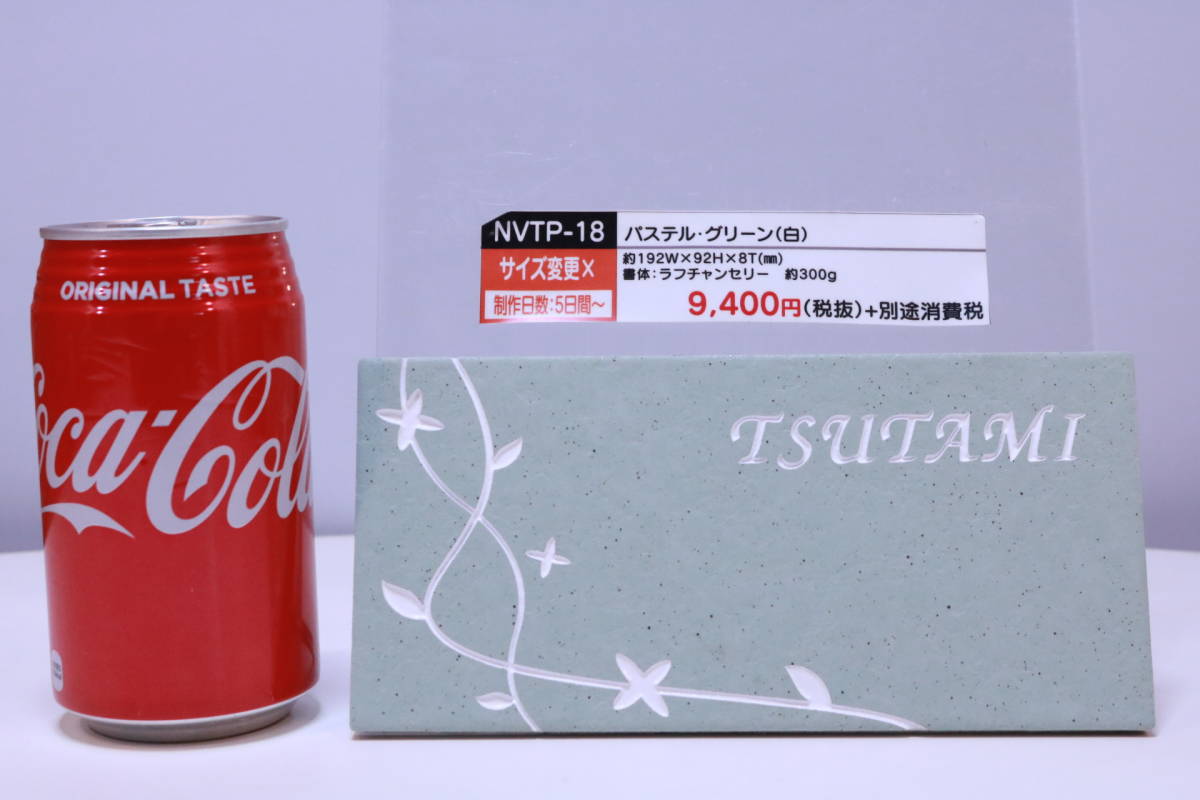 ORIGINAL TASTE
Coca-Cola
NVTP-18
パステル・グリーン(白)
サイズ変更×
約192W×92H×8T(㎜)
書体:ラフチャンセリー 約300g
制作日数:5日間～
9,400円(税抜)+別途消費税
TSUTAMI